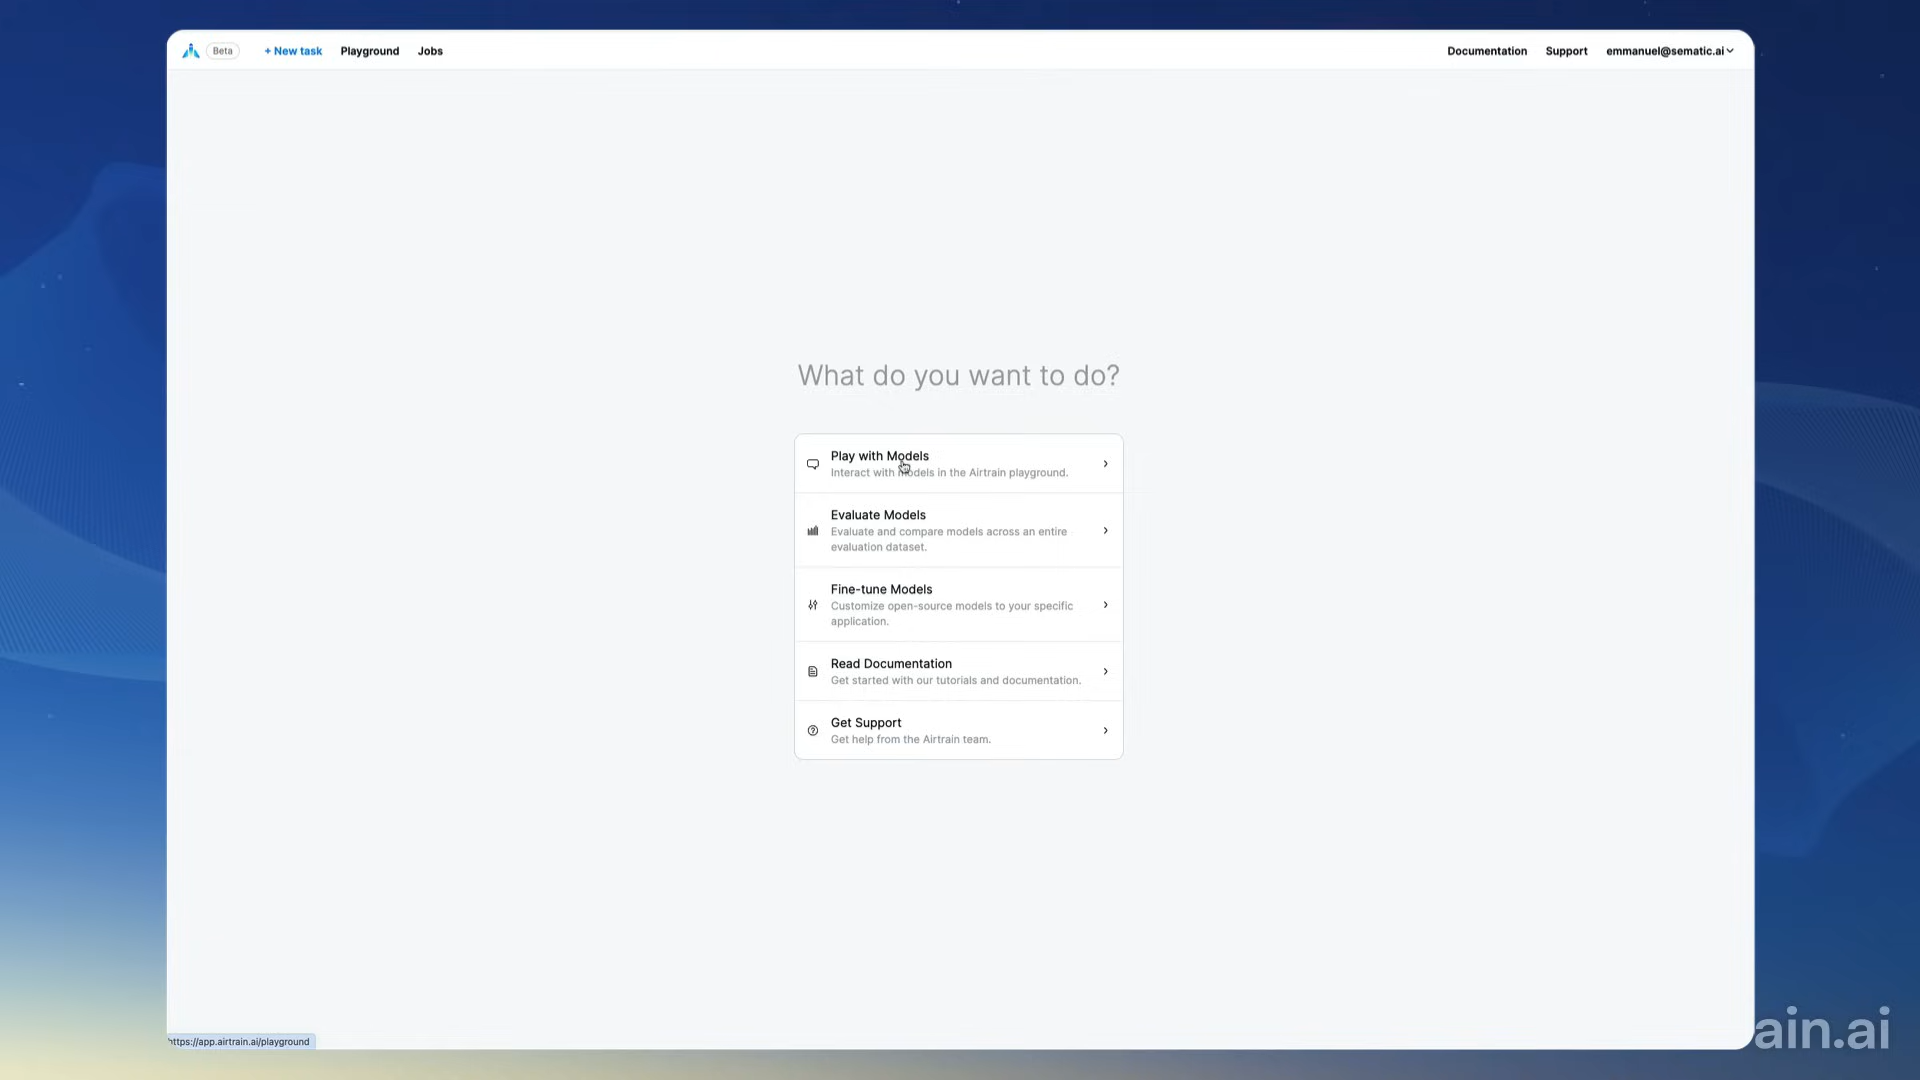 Beta
+ New task
Playground
Jobs
Documentation
Support
emmanuel@sematic.ai
What do you want to do?
Play with Models
Interact with models in the Airtrain playground.
Evaluate Models
Evaluate and compare models across an entire
evaluation dataset.
Fine-tune Models
Customize open-source models to your specific
application.
Read Documentation
Get started with our tutorials and documentation.
Get Support
Get help from the Airtrain team.
https://app.airtrain.ai/playground
ain.ai